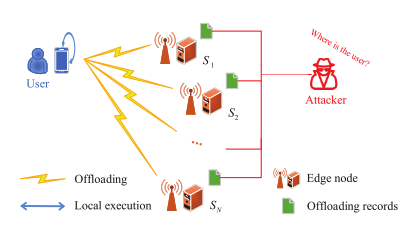 Where is the user?
S1
User
Attacker
S2
...
Offloading
Edge node
Local execution
SN
Offloading records